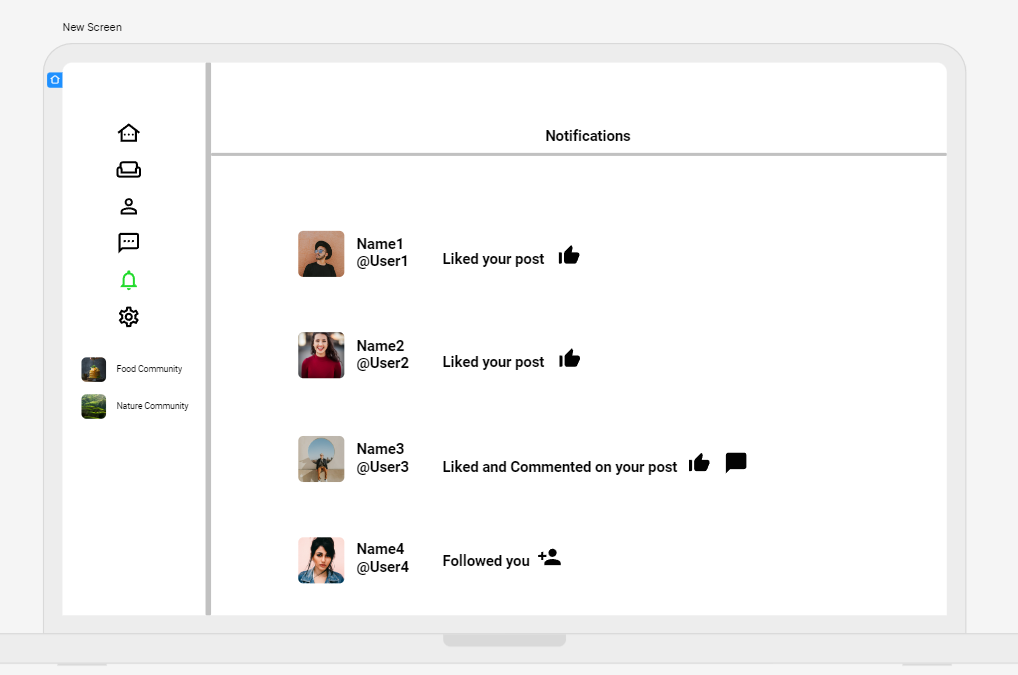 New Screen
Notifications
Name1
@User1
Liked your post
Name2
@User2
Liked your post
Food Community
Nature Community
Name3
@User3
Liked and Commented on your post
Name4
@User4
Followed you